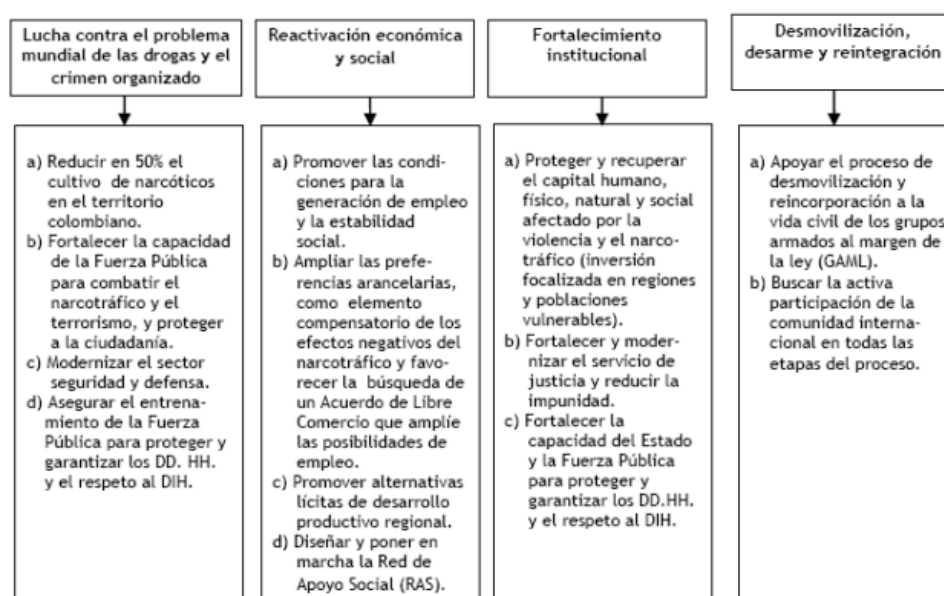 Lucha contra el problema
mundial de las drogas y el
crimen organizado
a) Reducir en 50% el
cultivo de narcóticos
en el territorio
colombiano.
b) Fortalecer la capacidad
de la Fuerza Pública
para combatir el
narcotráfico y el
terrorismo, y proteger
a la ciudadanía.
c) Modernizar el sector
seguridad y defensa.
d) Asegurar el entrena-
miento de la Fuerza
Pública para proteger y
garantizar los DD. HH.
y el respeto al DIH.
Reactivación económica
y social
a) Promover las condi-
ciones para la
generación de empleo
y la estabilidad
social.
b) Ampliar las prefe-
rencias arancelarias,
como elemento
compensatorio de los
efectos negativos del
narcotráfico y favo-
recer la búsqueda de
un Acuerdo de Libre
Comercio que amplíe
las posibilidades de
empleo.
c) Promover alternativas
lícitas de desarrollo
productivo regional.
d) Diseñar y poner en
marcha la Red de
Apoyo Social (RAS).
Fortalecimiento
institucional
a) Proteger y recuperar
el capital humano,
físico, natural y social
afectado por la
violencia y el narco-
tráfico (inversión
focalizada en regiones
y poblaciones
vulnerables).
b) Fortalecer y moder-
nizar el servicio de
justicia y reducir la
impunidad.
c) Fortalecer la
capacidad del Estado
y la Fuerza Pública
para proteger y
garantizar los DD.HH.
y el respeto al DIH.
Desmovilización,
desarme y reintegración
a) Apoyar el proceso de
desmovilización y
reincorporación a la
vida civil de los grupos
armados al margen de
la ley (GAML).
b) Buscar la activa
participación de la
comunidad interna-
cional en todas las
etapas del proceso.